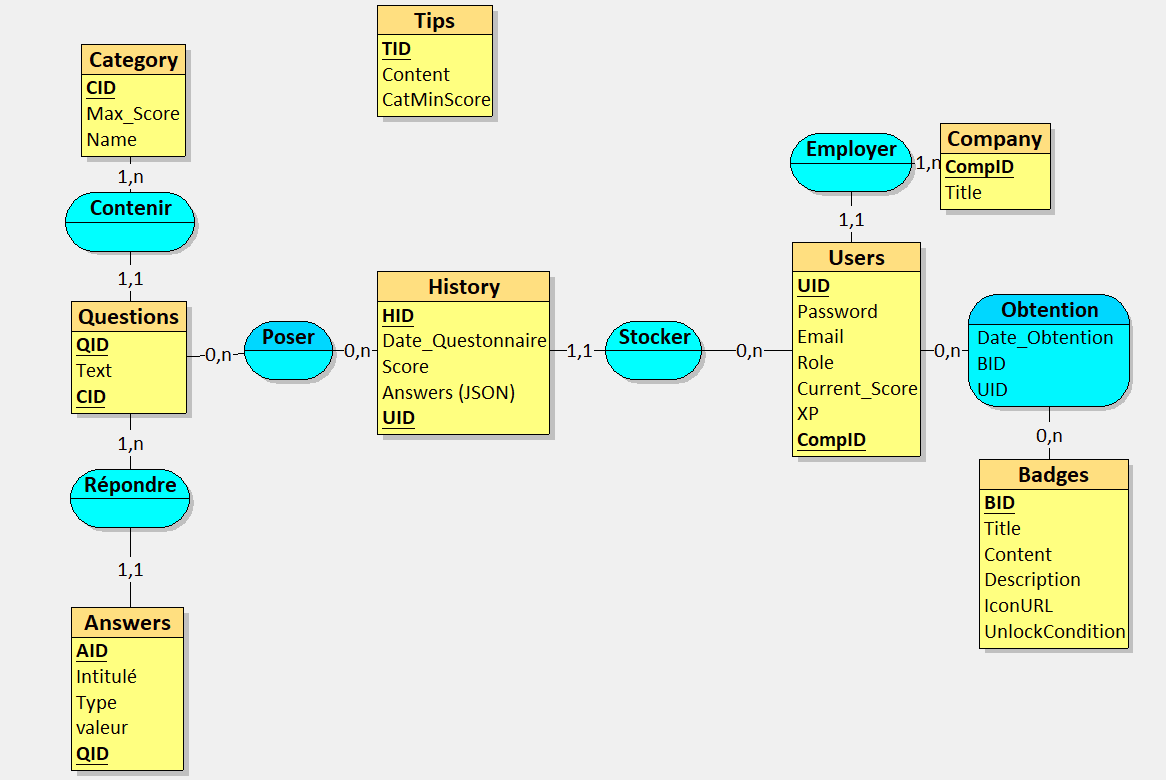 Tips
TID
Content
CatMinScore
Category
CID
Max_Score
Name
1,n
Contenir
1,1
Questions
QID
Text
CID
0,n
Poser
0,n
History
HID
Date_Questonnaire
Score
Answers (JSON)
UID
1,1
Stocker
0,n
Employer
1,n
Company
CompID
Title
1,1
Users
UID
Password
Email
Role
Current_Score
XP
CompID
0,n
Obtention
Date_Obtention
BID
UID
0,n
Badges
BID
Title
Content
Description
IconURL
UnlockCondition
1,n
Répondre
1,1
Answers
AID
Intitulé
Type
valeur
QID